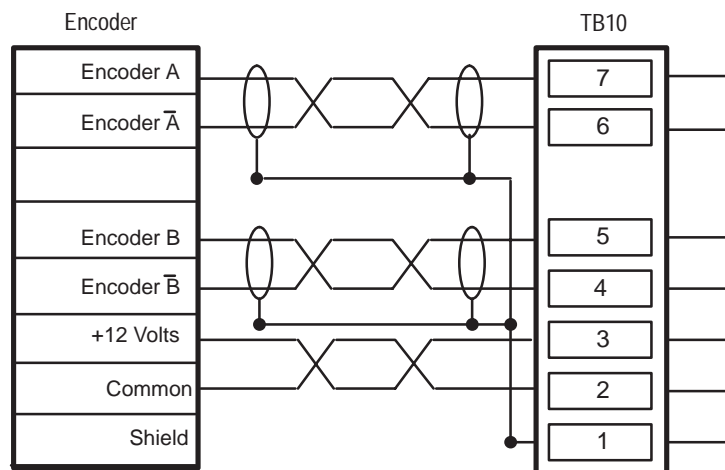 Encoder
TB10
Encoder A
7
Encoder A̅
6
Encoder B
5
Encoder B̅
4
+12 Volts
3
Common
2
Shield
1